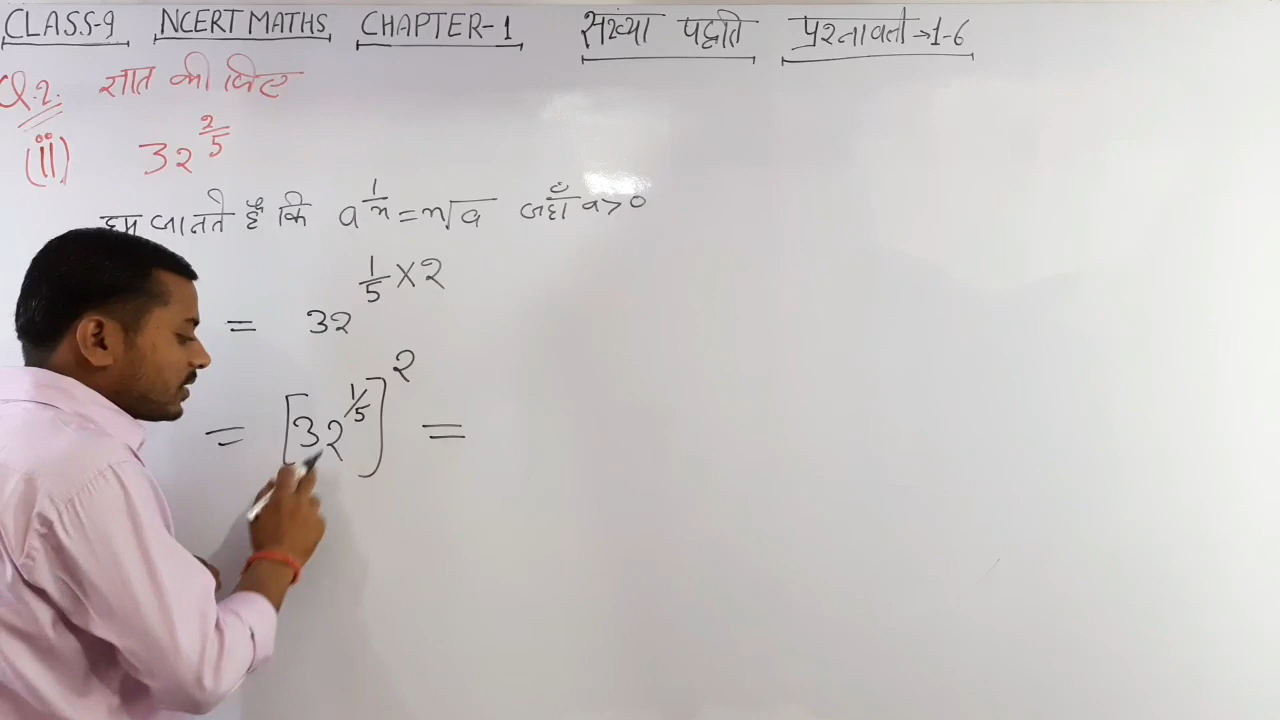 CLASS-9 NCERT MATHS CHAPTER-1 संख्या पद्धति प्रश्नावली→1-6
Q.2. ज्ञात कीजिए
(ii) 32^(2/5)
हम जानते हैं कि a^(1/n) = n√a जहाँ a > 0
= 32^(1/5 × 2)
= [32^(1/5)]^2 =